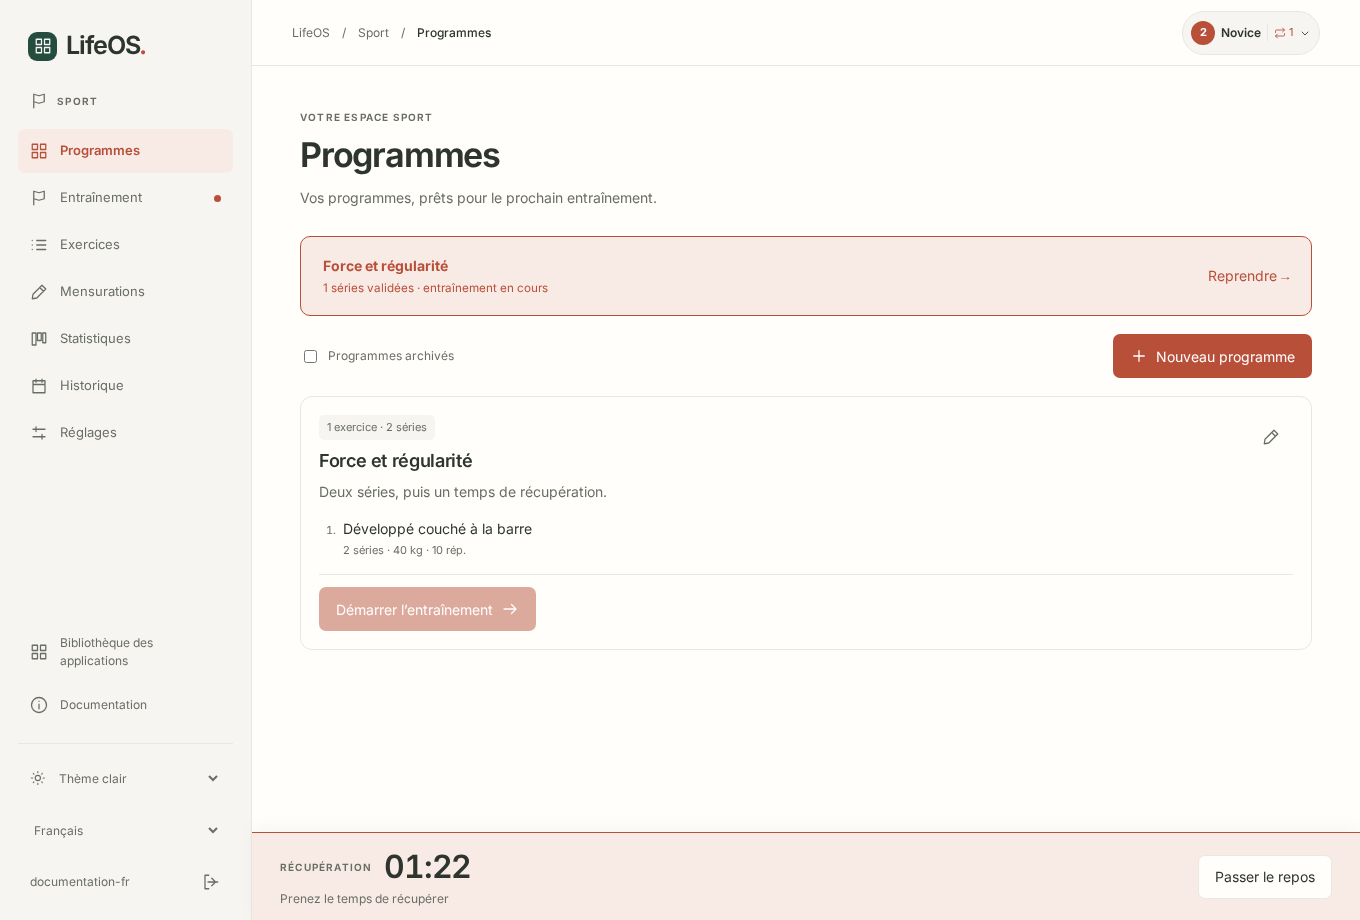 LifeOS.
SPORT
Programmes
Entraînement
Exercices
Mensurations
Statistiques
Historique
Réglages
Bibliothèque des
applications
Documentation
Thème clair
Français
documentation-fr
LifeOS / Sport / Programmes
2 Novice 1
VOTRE ESPACE SPORT
Programmes
Vos programmes, prêts pour le prochain entraînement.
Force et régularité
1 séries validées · entraînement en cours
Reprendre →
Programmes archivés
+ Nouveau programme
1 exercice · 2 séries
Force et régularité
Deux séries, puis un temps de récupération.
1. Développé couché à la barre
2 séries · 40 kg · 10 rép.
Démarrer l’entraînement →
RÉCUPÉRATION 01:22
Prenez le temps de récupérer
Passer le repos